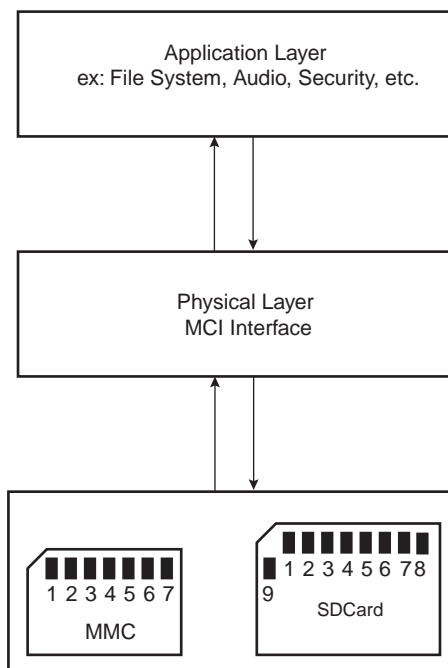 Application Layer
ex: File System, Audio, Security, etc.
Physical Layer
MCI Interface
1 2 3 4 5 6 7
MMC
1 2 3 4 5 6 7 8
9
SDCard